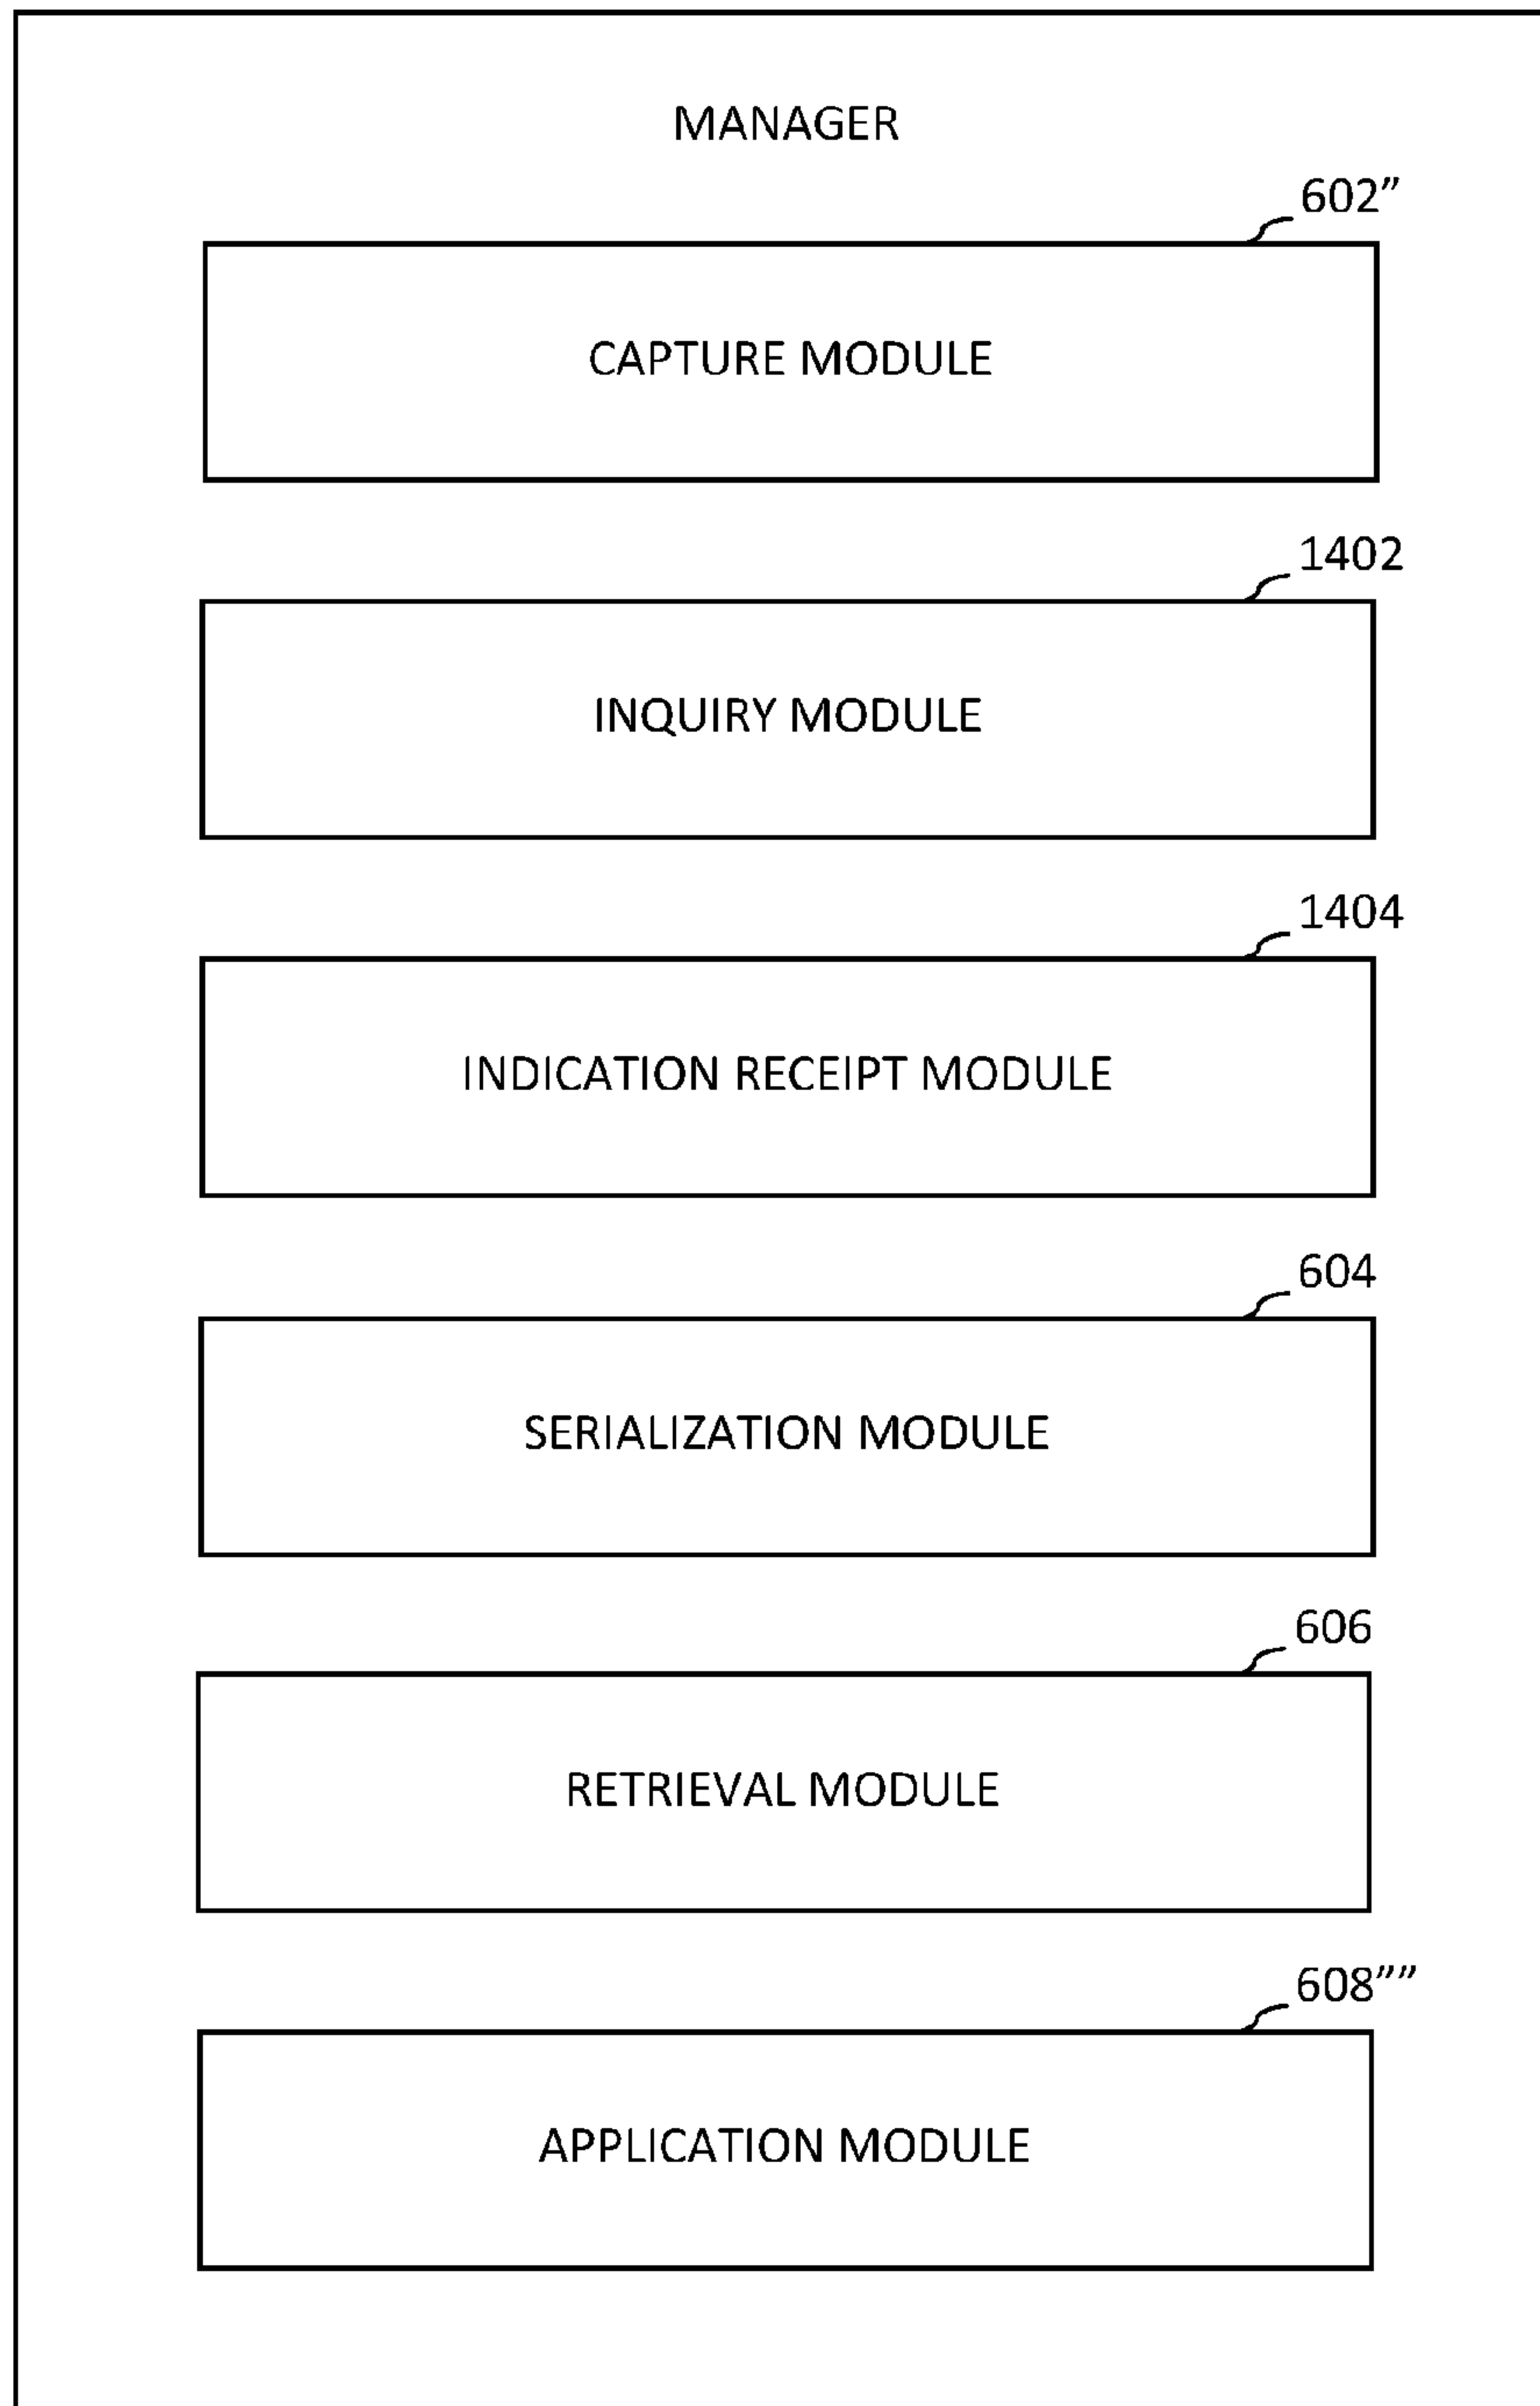 MANAGER
602”
CAPTURE MODULE
1402
INQUIRY MODULE
1404
INDICATION RECEIPT MODULE
604
SERIALIZATION MODULE
606
RETRIEVAL MODULE
608””
APPLICATION MODULE